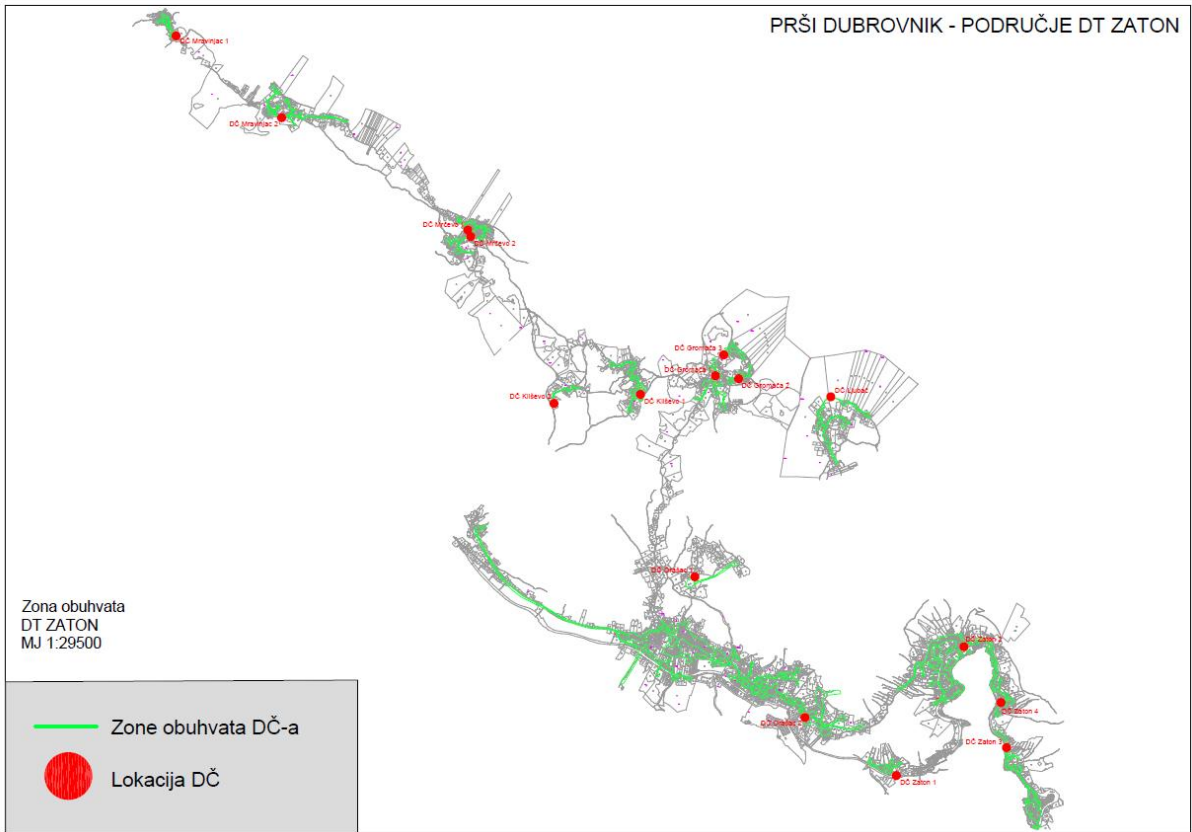 PRŠI DUBROVNIK - PODRUČJE DT ZATON
DČ Mravinjac 1
DČ Mravinjac 2
DČ Mrčevo
DČ Mrčevo 2
DČ Gromača 3
DČ Gromača
DČ Gromača 2
DČ Kliševo
DČ Kliševo 1
DČ Ljubač
DČ Orašac
Zona obuhvata
DT ZATON
MJ 1:29500
DČ Zaton 2
DČ Zaton 4
DČ Orašac
DČ Zaton 3
DČ Zaton 1
Zone obuhvata DČ-a
Lokacija DČ